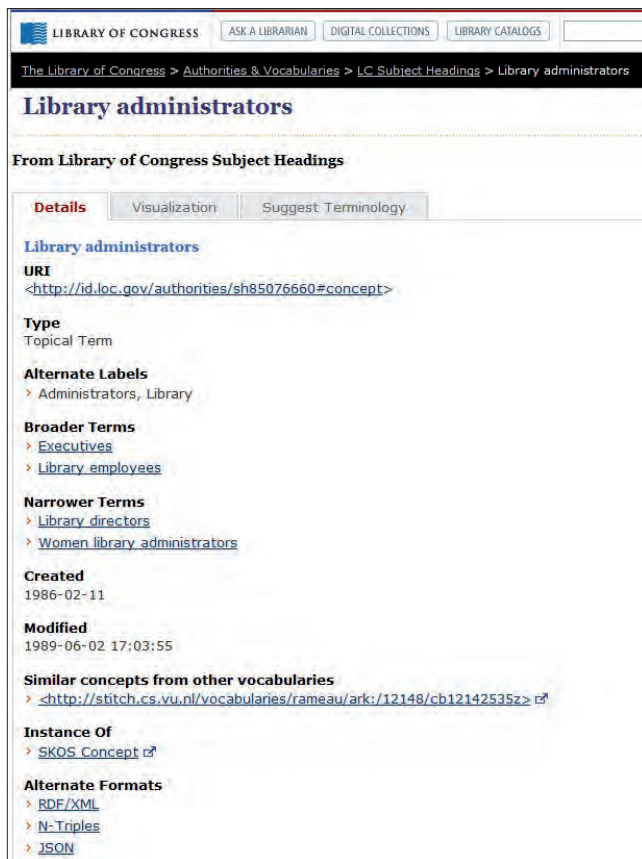 LIBRARY OF CONGRESS ASK A LIBRARIAN DIGITAL COLLECTIONS LIBRARY CATALOGS
The Library of Congress > Authorities & Vocabularies > LC Subject Headings > Library administrators
Library administrators
From Library of Congress Subject Headings
Details Visualization Suggest Terminology
Library administrators
URI
<http://id.loc.gov/authorities/sh85076660#concept>
Type
Topical Term
Alternate Labels
› Administrators, Library
Broader Terms
› Executives
› Library employees
Narrower Terms
› Library directors
› Women library administrators
Created
1986-02-11
Modified
1989-06-02 17:03:55
Similar concepts from other vocabularies
› <http://stitch.cs.vu.nl/vocabularies/rameau/ark:/12148/cb12142535z>
Instance Of
› SKOS Concept
Alternate Formats
› RDF/XML
› N-Triples
› JSON